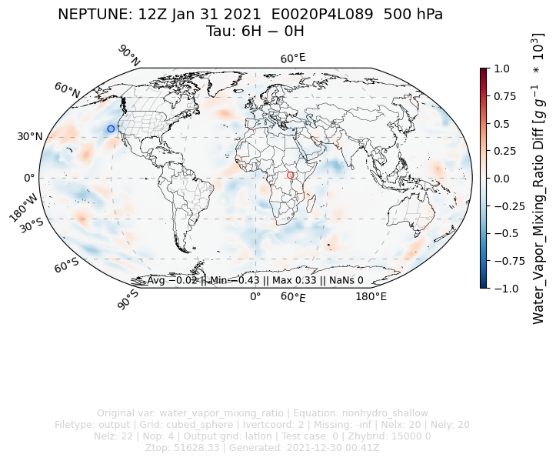 NEPTUNE: 12Z Jan 31 2021 E0020P4L089 500 hPa
Tau: 6H − 0H
90°N
60°E
60°N
30°N
0°
180°W
30°S
60°S
90°S
Avg −0.02 || Min −0.43 || Max 0.33 || NaNs 0
0° 60°E 180°E
1.00
0.75
0.50
0.25
0.00
−0.25
−0.50
−0.75
−1.00
Water_Vapor_Mixing_Ratio Diff [g g⁻¹ * 10³]
Original var: water_vapor_mixing_ratio | Equation: nonhydro_shallow
Filetype: output | Grid: cubed_sphere | Ivertcoord: 2 | Missing: -inf | Nelx: 20 | Nely: 20
Nelz: 22 | Nop: 4 | Output grid: latlon | Test case: 0 | Zhybrid: 15000.0
Ztop: 51628.33 | Generated: 2021-12-30 00:41Z